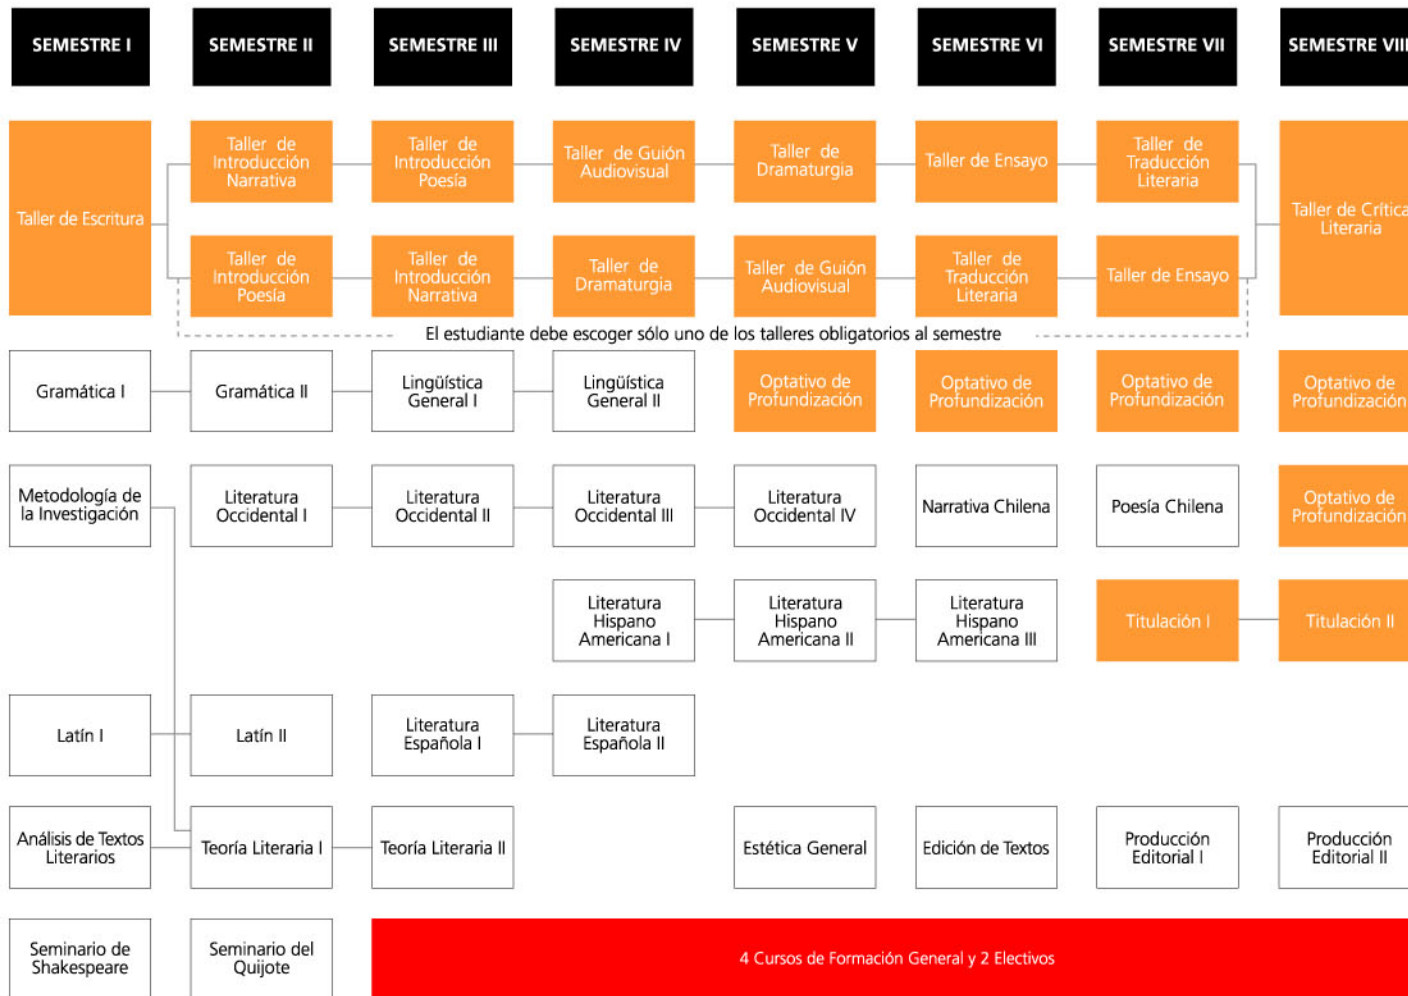 SEMESTRE I
SEMESTRE II
SEMESTRE III
SEMESTRE IV
SEMESTRE V
SEMESTRE VI
SEMESTRE VII
SEMESTRE VIII
Taller de Escritura
Taller de
Introducción
Narrativa
Taller de
Introducción
Poesía
Taller de Guión
Audiovisual
Taller de
Dramaturgia
Taller de Ensayo
Taller de
Traducción
Literaria
Taller de Crítica
Literaria
Taller de
Introducción
Poesía
Taller de
Introducción
Narrativa
Taller de
Dramaturgia
Taller de Guión
Audiovisual
Taller de
Traducción
Literaria
Taller de Ensayo
El estudiante debe escoger sólo uno de los talleres obligatorios al semestre
Gramática I
Gramática II
Lingüística
General I
Lingüística
General II
Optativo de
Profundización
Optativo de
Profundización
Optativo de
Profundización
Optativo de
Profundización
Metodología de
la Investigación
Literatura
Occidental I
Literatura
Occidental II
Literatura
Occidental III
Literatura
Occidental IV
Narrativa Chilena
Poesía Chilena
Optativo de
Profundización
Literatura
Hispano
Americana I
Literatura
Hispano
Americana II
Literatura
Hispano
Americana III
Titulación I
Titulación II
Latín I
Latín II
Literatura
Española I
Literatura
Española II
Análisis de Textos
Literarios
Teoría Literaria I
Teoría Literaria II
Estética General
Edición de Textos
Producción
Editorial I
Producción
Editorial II
Seminario de
Shakespeare
Seminario del
Quijote
4 Cursos de Formación General y 2 Electivos